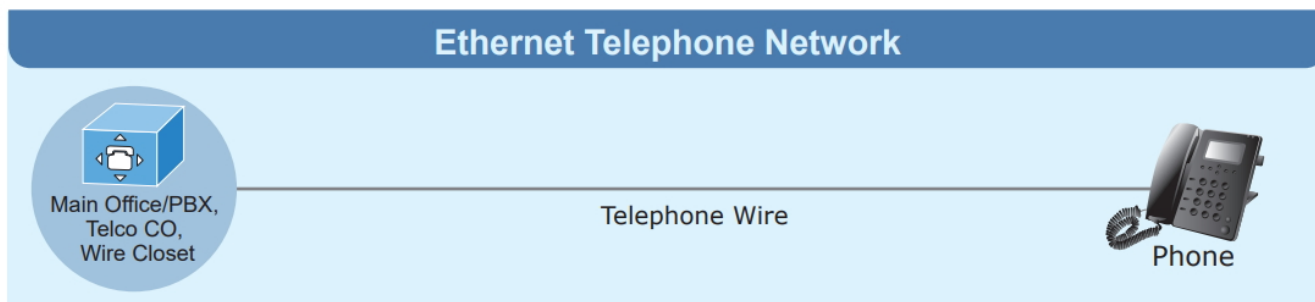 Ethernet Telephone Network
Main Office/PBX,
Telco CO,
Wire Closet
Telephone Wire
Phone